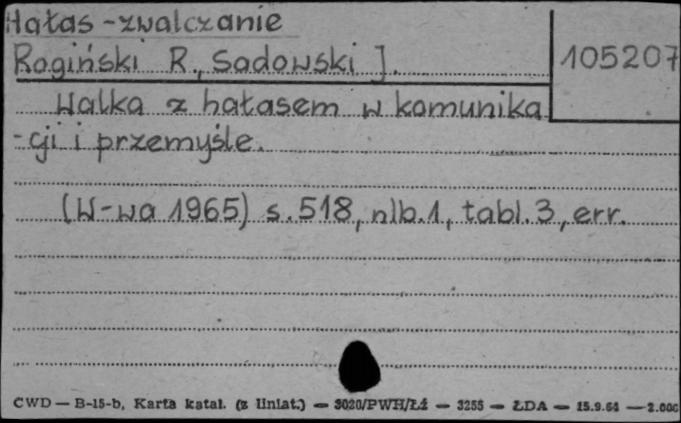 Hałas - zwalczanie
Rogiński R., Sadowski J.
105207
Walka z hałasem w komunika
- cji i przemyśle.
(W-wa 1965) s. 518, nlb. 1, tabl. 3, err.
CWD — B-15-b, Karta katal. (z liniat.) — 3020/PWH/Łź — 3255 — ŁDA — 15.9.64 — 2.000